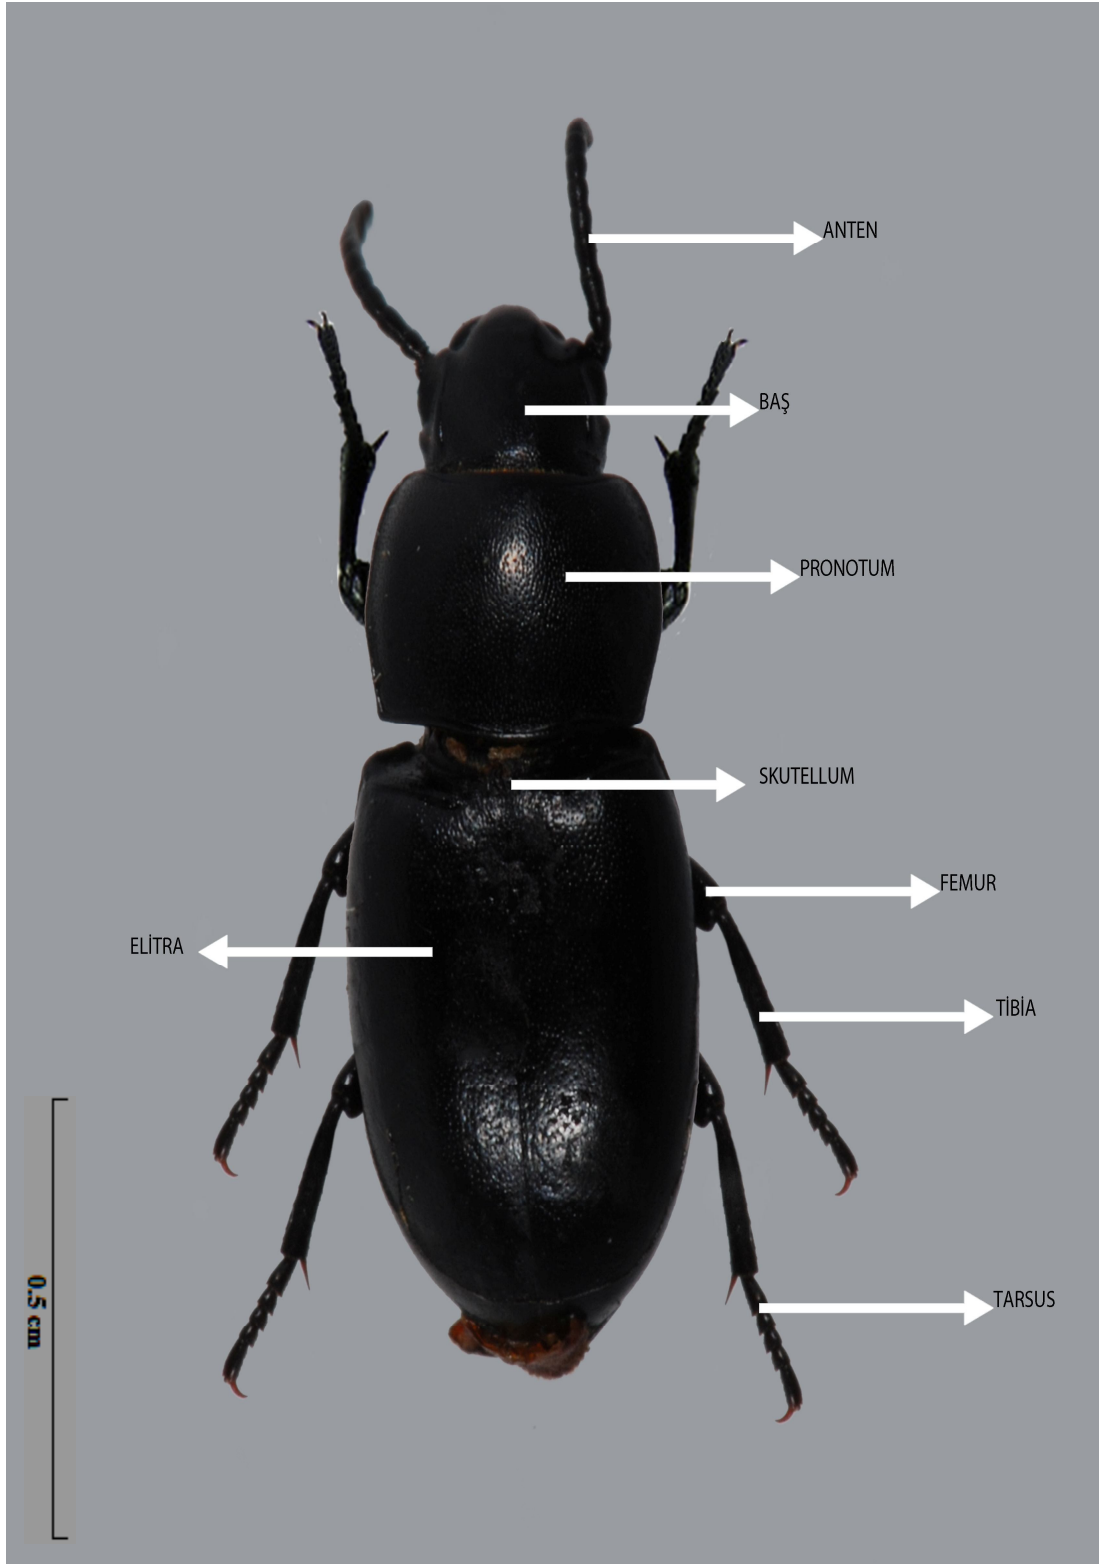 ANTEN
BAŞ
PRONOTUM
SKUTELLUM
FEMUR
ELİTRA
TİBİA
TARSUS
0.5 cm